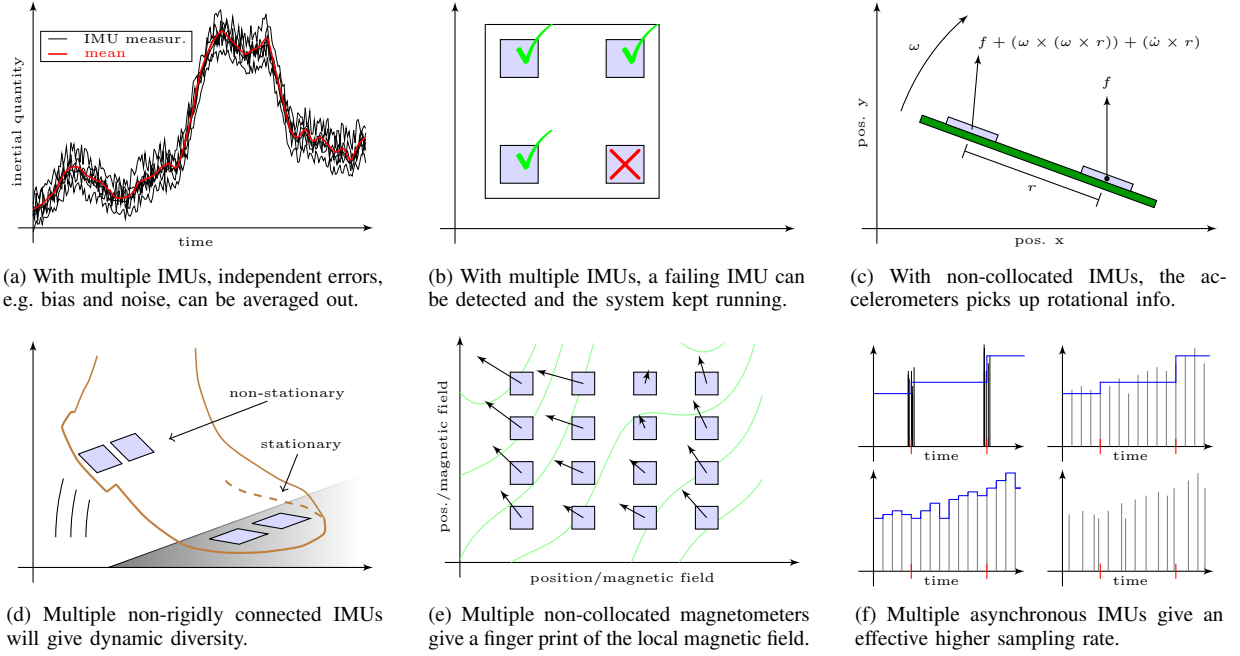 IMU measur.
mean
inertial quantity
time
(a) With multiple IMUs, independent errors,
e.g. bias and noise, can be averaged out.
(b) With multiple IMUs, a failing IMU can
be detected and the system kept running.
ω
f + (ω × (ω × r)) + (ω̇ × r)
f
r
pos. y
pos. x
(c) With non-collocated IMUs, the ac-
celerometers picks up rotational info.
non-stationary
stationary
(d) Multiple non-rigidly connected IMUs
will give dynamic diversity.
pos./magnetic field
position/magnetic field
(e) Multiple non-collocated magnetometers
give a finger print of the local magnetic field.
time
time
time
time
(f) Multiple asynchronous IMUs give an
effective higher sampling rate.